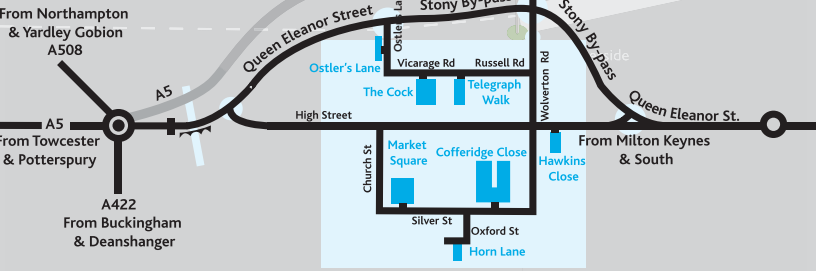 From Northampton
& Yardley Gobion
A508
A5
A5
From Towcester
& Potterspury
A422
From Buckingham
& Deanshanger
Queen Eleanor Street
Stony By-pass
Stony By-pass
Ostler's Lane
Vicarage Rd
Russell Rd
The Cock
Telegraph
Walk
Wolverton Rd
High Street
Queen Eleanor St.
From Milton Keynes
& South
Church St
Market
Square
Cofferidge Close
Hawkins
Close
Silver St
Oxford St
Horn Lane